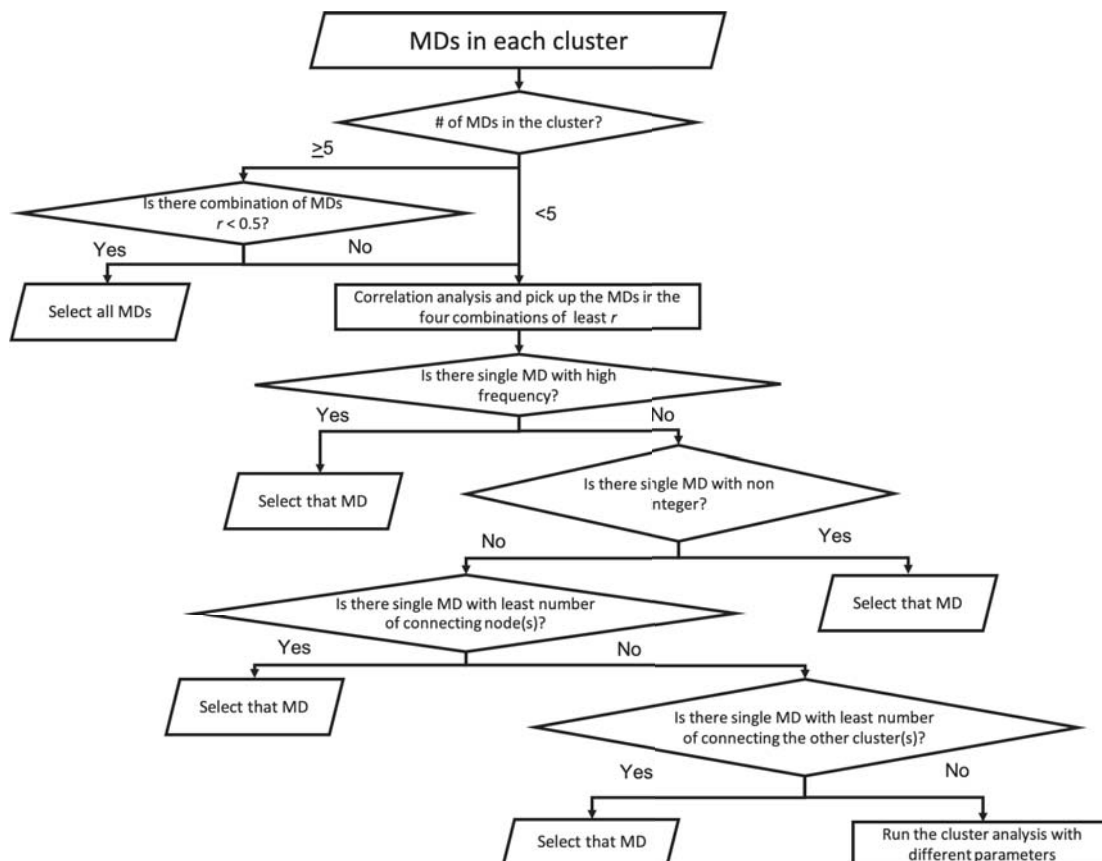 MDs in each cluster
# of MDs in the cluster?
≥5
Is there combination of MDs
r < 0.5?
<5
Yes
No
Select all MDs
Correlation analysis and pick up the MDs ir the
four combinations of least r
Is there single MD with high
frequency?
Yes
No
Select that MD
Is there single MD with non
nteger?
No
Yes
Is there single MD with least number
of connecting node(s)?
Select that MD
Yes
No
Select that MD
Is there single MD with least number
of connecting the other cluster(s)?
Yes
No
Select that MD
Run the cluster analysis with
different parameters